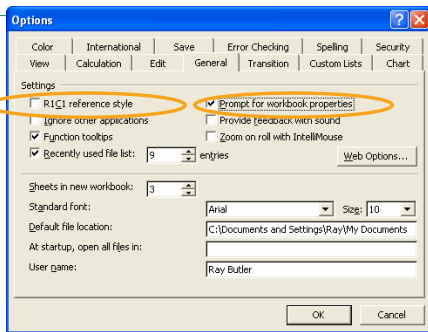 Options
Color International Save Error Checking Spelling Security
View Calculation Edit General Transition Custom Lists Chart
Settings
R1C1 reference style Prompt for workbook properties
Ignore other applications Provide feedback with sound
Function tooltips Zoom on roll with IntelliMouse
Recently used file list: 9 entries Web Options...
Sheets in new workbook: 3
Standard font: Arial Size: 10
Default file location: C:\Documents and Settings\Ray\My Documents
At startup, open all files in:
User name: Ray Butler
OK Cancel